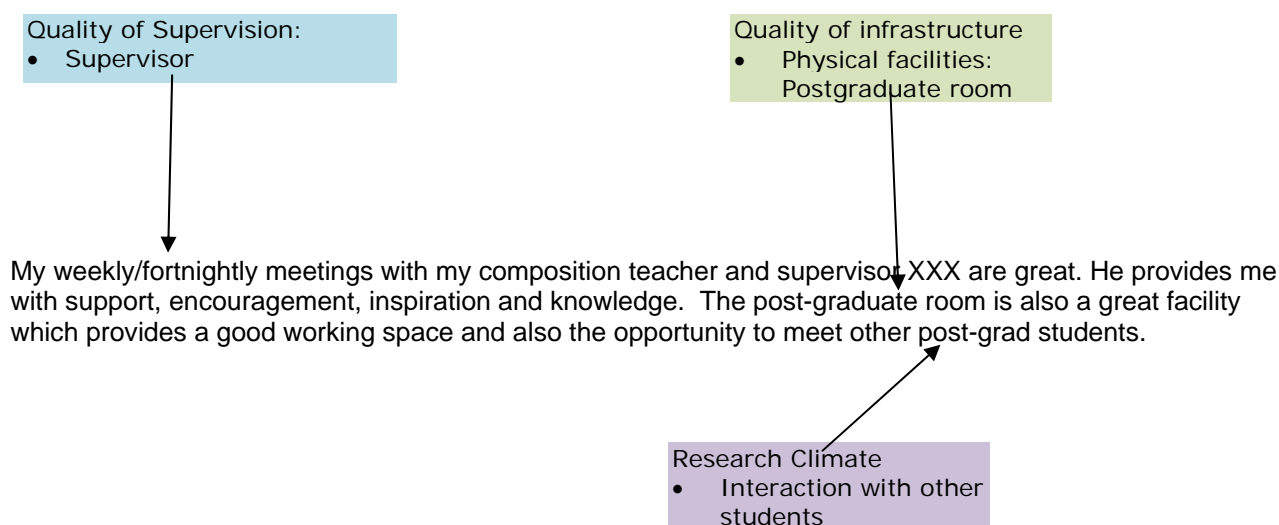 Quality of Supervision:
• Supervisor
Quality of infrastructure
• Physical facilities:
Postgraduate room
My weekly/fortnightly meetings with my composition teacher and supervisor XXX are great. He provides me
with support, encouragement, inspiration and knowledge.  The post-graduate room is also a great facility
which provides a good working space and also the opportunity to meet other post-grad students.
Research Climate
• Interaction with other
students